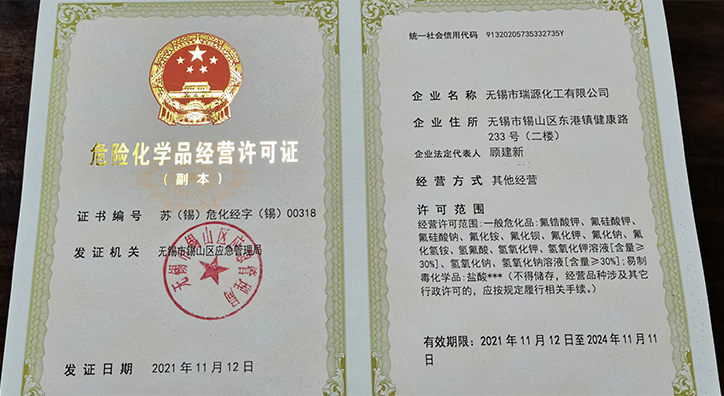 危险化学品经营许可证
（副本）
证书编号 苏（锡）危化经字（锡）00318
发证机关 无锡市锡山区应急管理局
无锡市锡山区应急管理局
发证日期 2021年11月12日
统一社会信用代码 91320205735332735Y
企业名称 无锡市瑞源化工有限公司
企业住所 无锡市锡山区东港镇健康路
233号（二楼）
企业法定代表人 顾建新
经营方式 其他经营
许可范围
经营许可范围：一般危化品：氟锆酸钾、氟硅酸钾、
氟硅酸钠、氟化铵、氟化钡、氟化钾、氟化钠、氟
化氢铵、氢氟酸、氢氧化钾、氢氧化钾溶液[含量≥
30%]、氢氧化钠、氢氧化钠溶液[含量≥30%]；易制
毒化学品：盐酸***（不得储存，经营品种涉及其它
行政许可的，应按规定履行相关手续。）
有效期限：2021年11月12日至2024年11月11
日